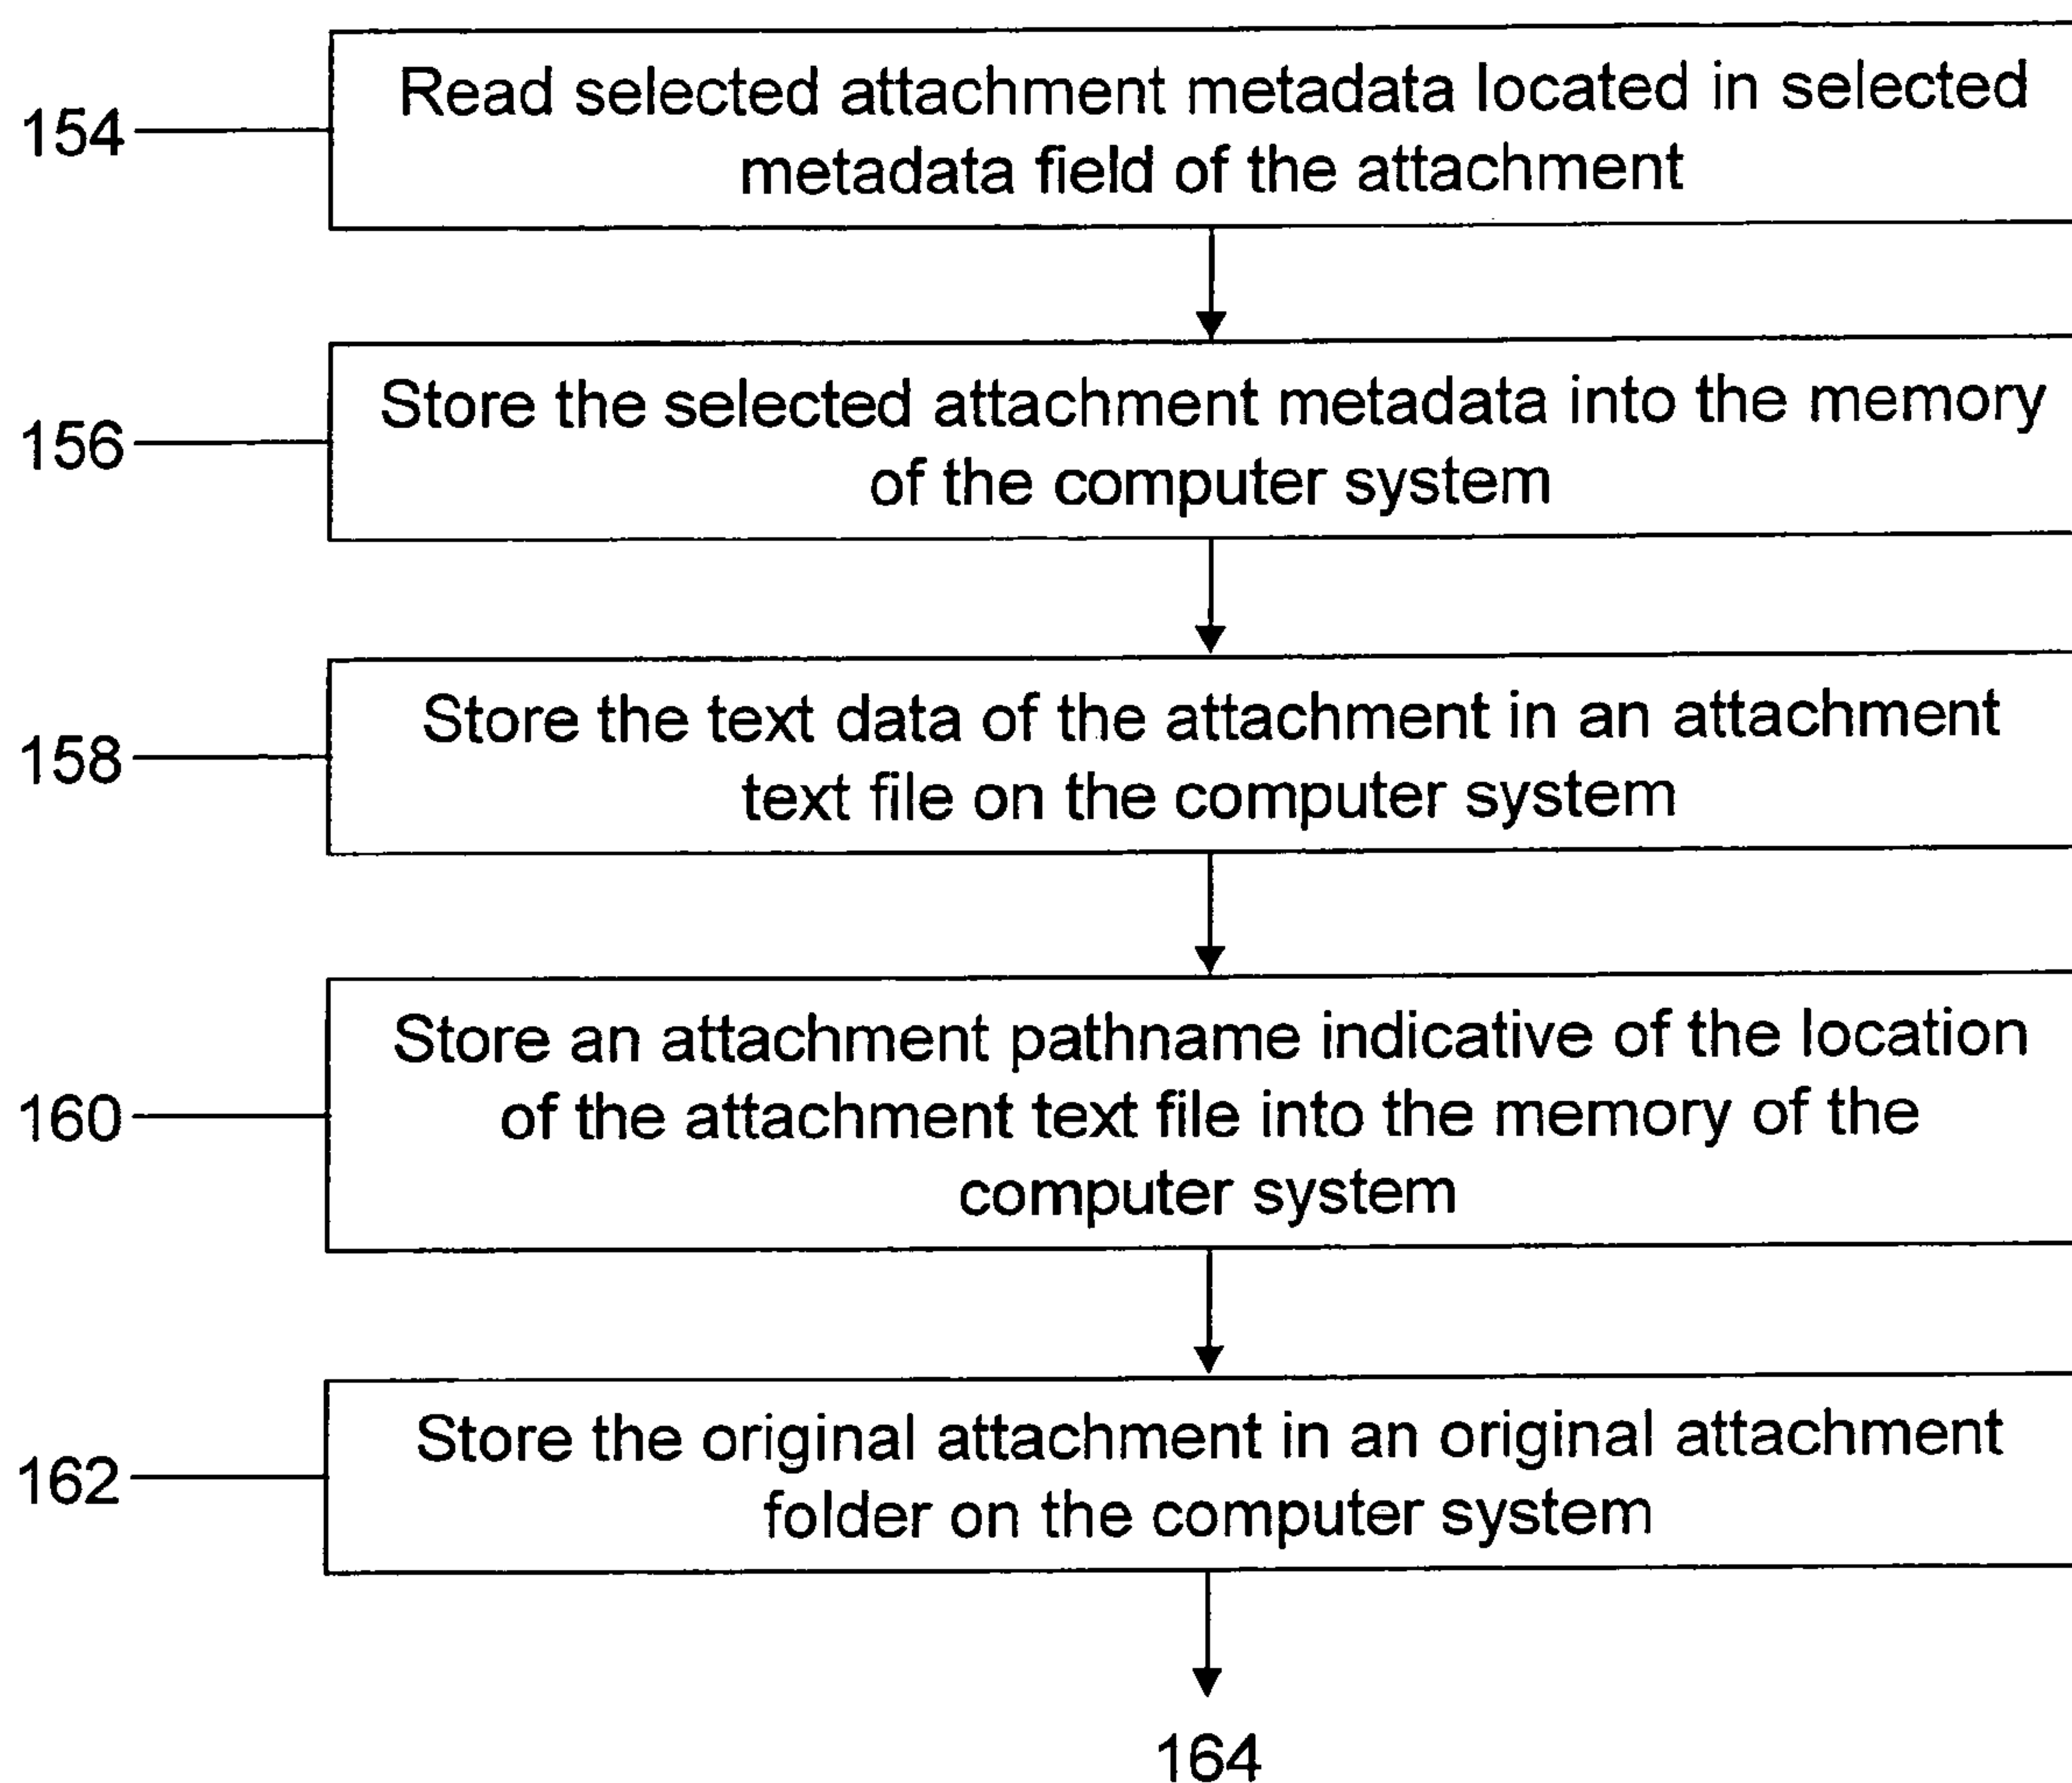 Read selected attachment metadata located in selected
metadata field of the attachment
154
Store the selected attachment metadata into the memory
of the computer system
156
Store the text data of the attachment in an attachment
text file on the computer system
158
Store an attachment pathname indicative of the location
of the attachment text file into the memory of the
computer system
160
Store the original attachment in an original attachment
folder on the computer system
162
164